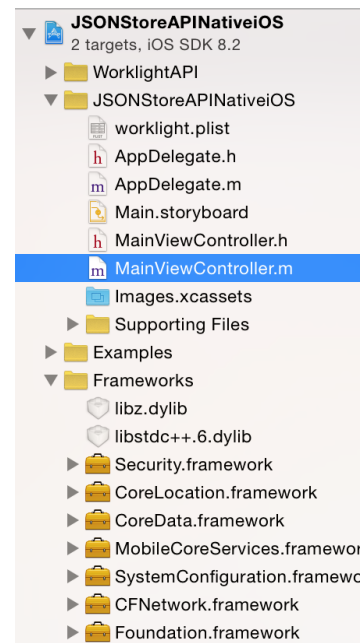 JSONStoreAPINativeiOS
2 targets, iOS SDK 8.2
WorklightAPI
JSONStoreAPINativeiOS
worklight.plist
h AppDelegate.h
m AppDelegate.m
Main.storyboard
h MainViewController.h
m MainViewController.m
Images.xcassets
Supporting Files
Examples
Frameworks
libz.dylib
libstdc++.6.dylib
Security.framework
CoreLocation.framework
CoreData.framework
MobileCoreServices.framewor
SystemConfiguration.framewo
CFNetwork.framework
Foundation.framework